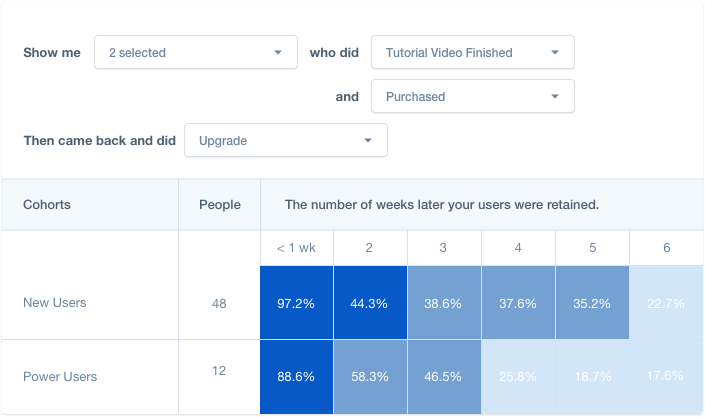 Show me 2 selected who did Tutorial Video Finished
and Purchased
Then came back and did Upgrade
Cohorts People The number of weeks later your users were retained.
< 1 wk 2 3 4 5 6
New Users 48 97.2% 44.3% 38.6% 37.6% 35.2% 22.7%
Power Users 12 88.6% 58.3% 46.5% 25.8% 18.7% 17.6%